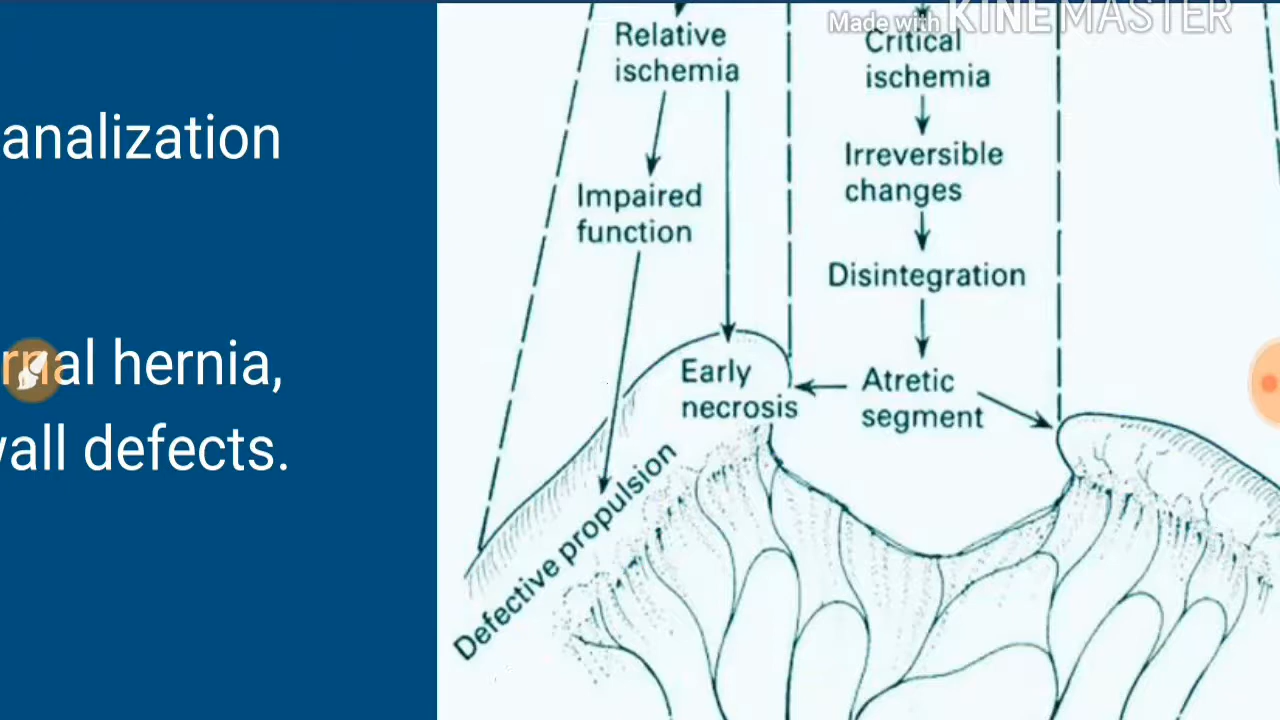 analization
rnal hernia,
wall defects.
Made with KINEMASTER
Relative
ischemia
Impaired
function
Early
necrosis
Defective propulsion
Critical
ischemia
Irreversible
changes
Disintegration
Atretic
segment